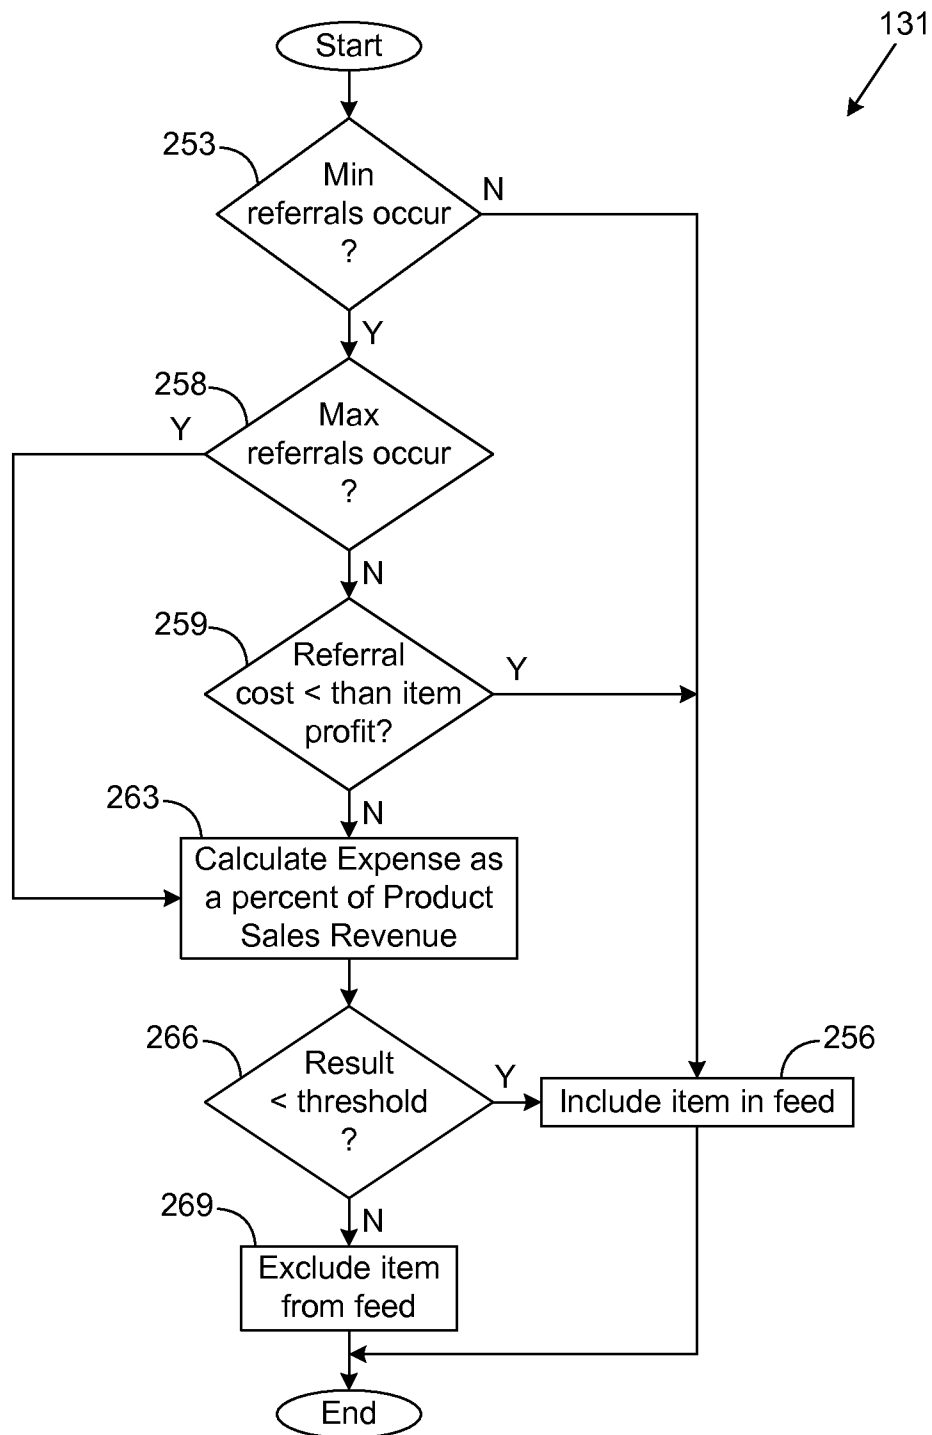 131
Start
253
Min
referrals occur
?
N
Y
258
Y
Max
referrals occur
?
N
259
Referral
cost < than item
profit?
Y
N
263
Calculate Expense as
a percent of Product
Sales Revenue
266
Result
< threshold
?
Y
256
Include item in feed
N
269
Exclude item
from feed
End